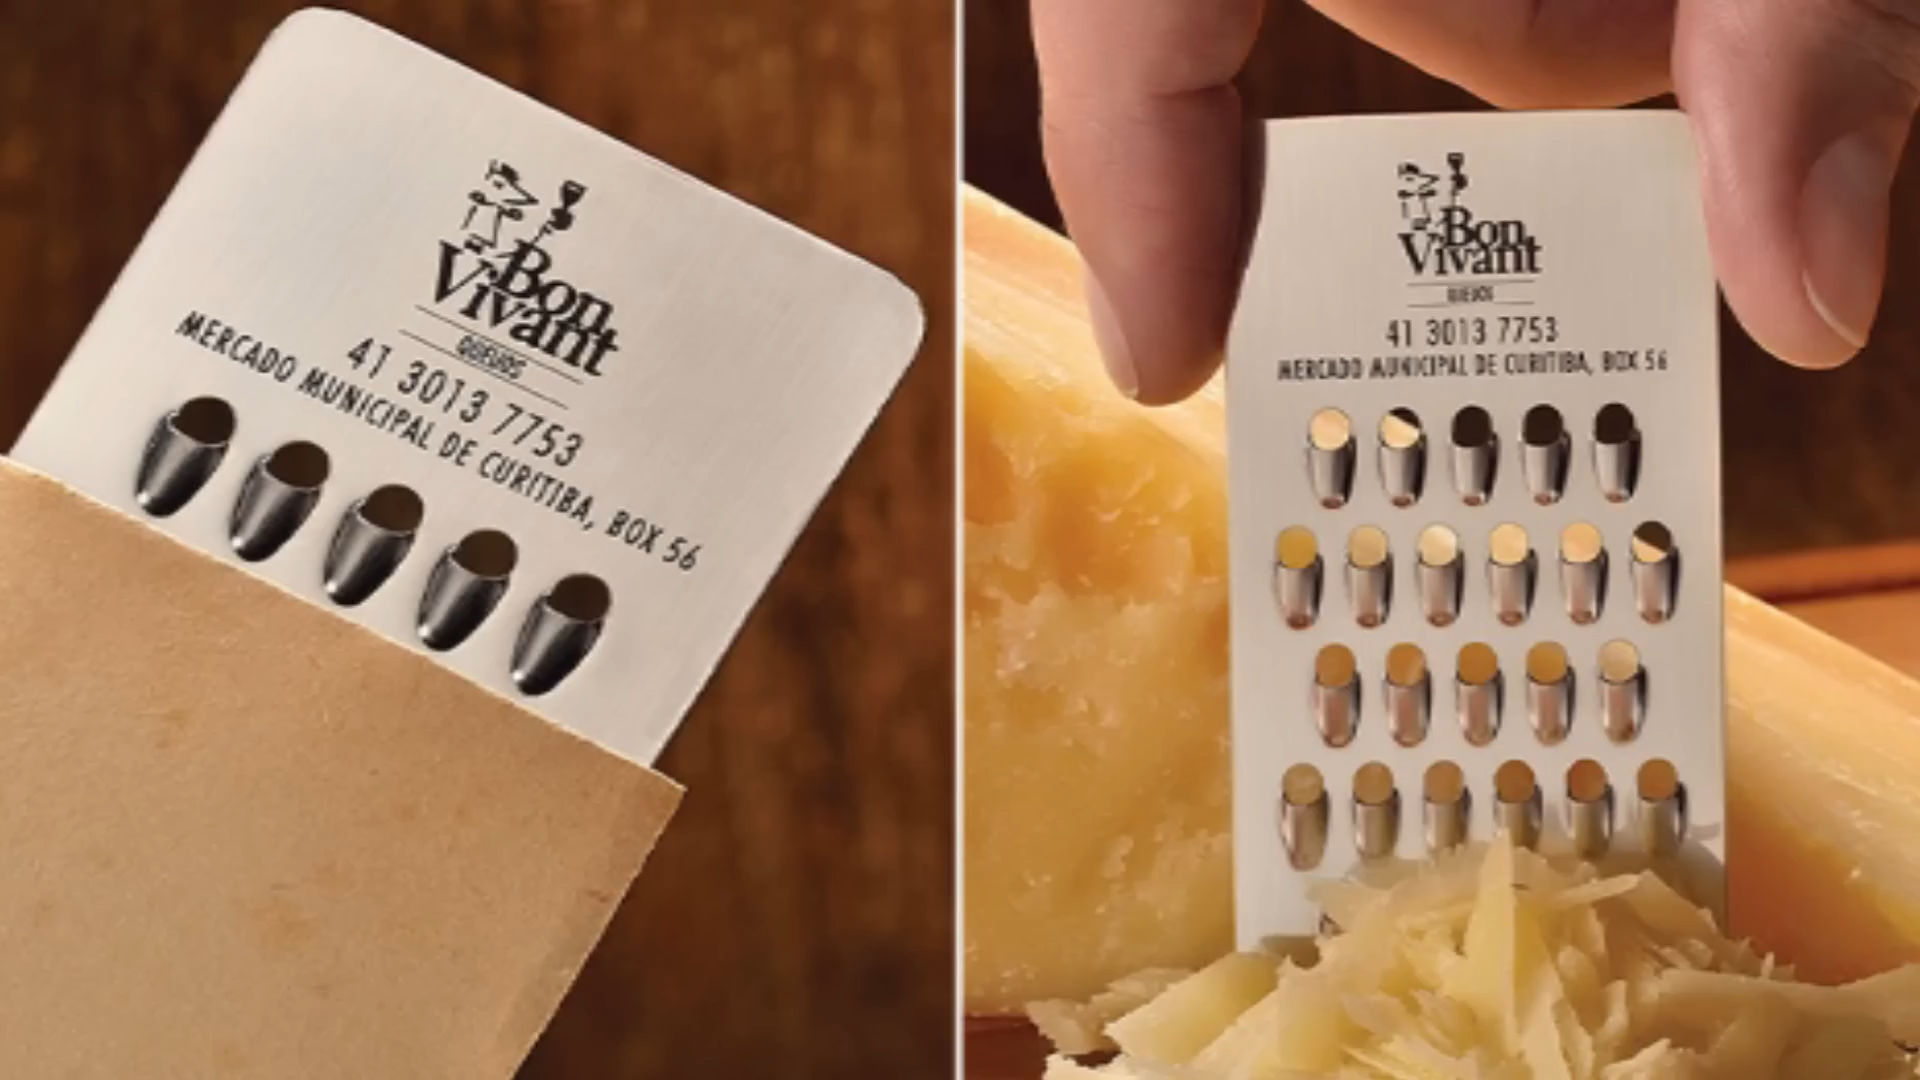 Bon
Vivant
QUEIJOS
41 3013 7753
MERCADO MUNICIPAL DE CURITIBA, BOX 56
Bon
Vivant
QUEIJOS
41 3013 7753
MERCADO MUNICIPAL DE CURITIBA, BOX 56